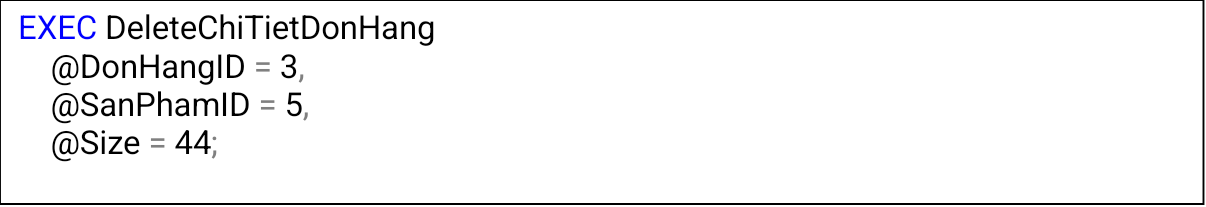 EXEC DeleteChiTietDonHang
@DonHangID = 3,
@SanPhamID = 5,
@Size = 44;